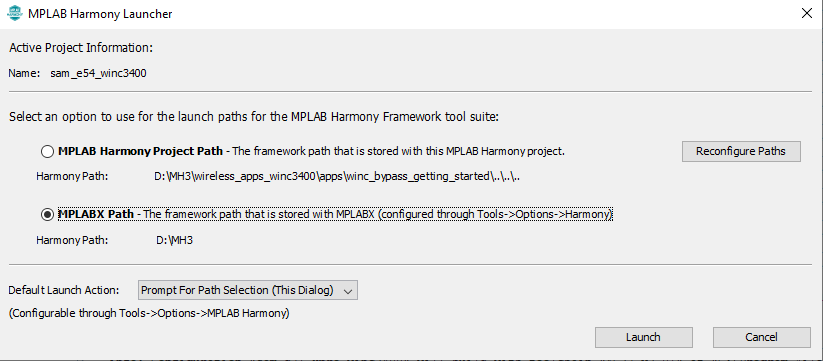 MPLAB Harmony Launcher
Active Project Information:
Name: sam_e54_winc3400
Select an option to use for the launch paths for the MPLAB Harmony Framework tool suite:
MPLAB Harmony Project Path - The framework path that is stored with this MPLAB Harmony project.
Reconfigure Paths
Harmony Path: D:\MH3\wireless_apps_winc3400\apps\winc_bypass_getting_started\..\..\..
MPLABX Path - The framework path that is stored with MPLABX (configured through Tools->Options->Harmony)
Harmony Path: D:\MH3
Default Launch Action: Prompt For Path Selection (This Dialog)
(Configurable through Tools->Options->MPLAB Harmony)
Launch Cancel